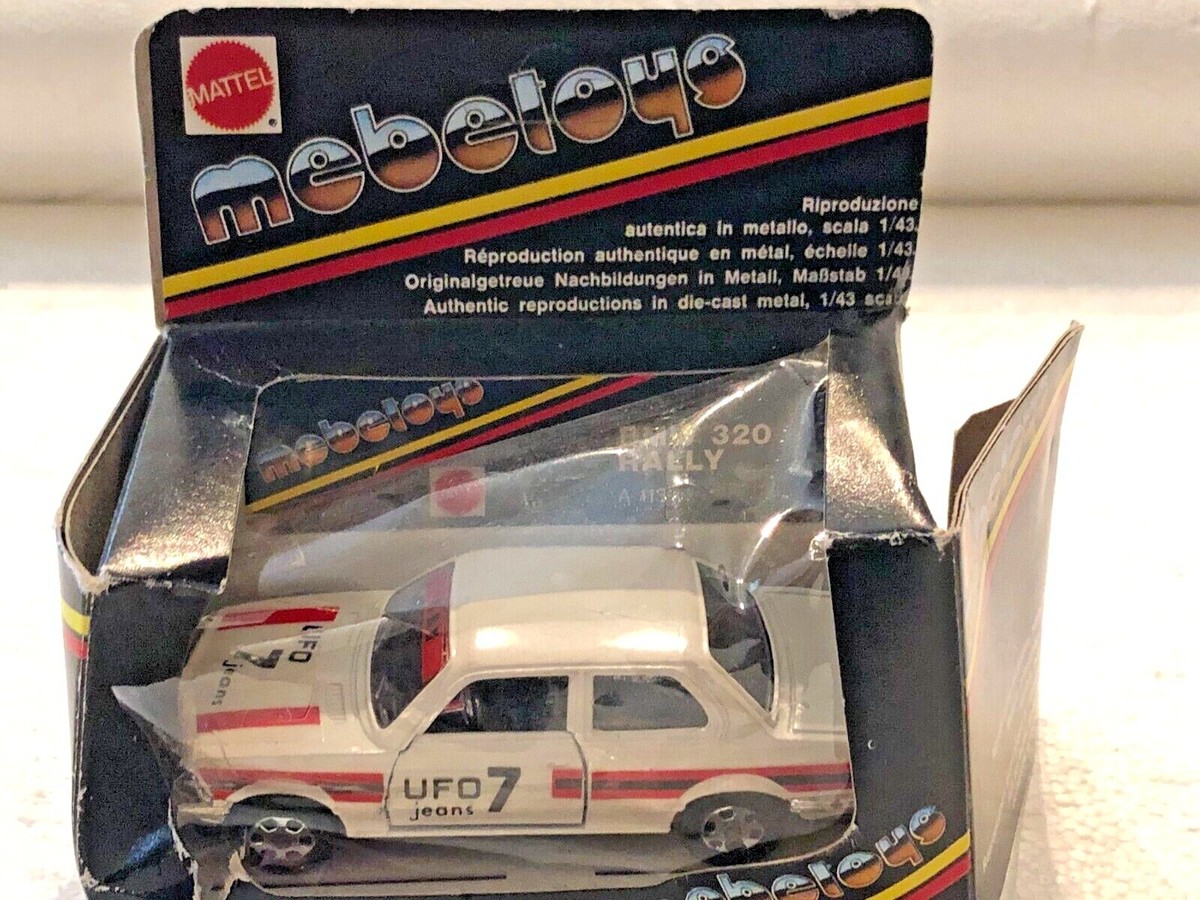 MATTEL
mebetoys
Riproduzione
autentica in metallo, scala 1/43.
Réproduction authentique en métal, échelle 1/43.
Originalgetreue Nachbildungen in Metall, Maßstab
Authentic reproductions in die-cast metal, 1/43
mebetoys
BMW 320
RALLY
A
UFO 7
jeans
UFO 7
jeans
mebetoys